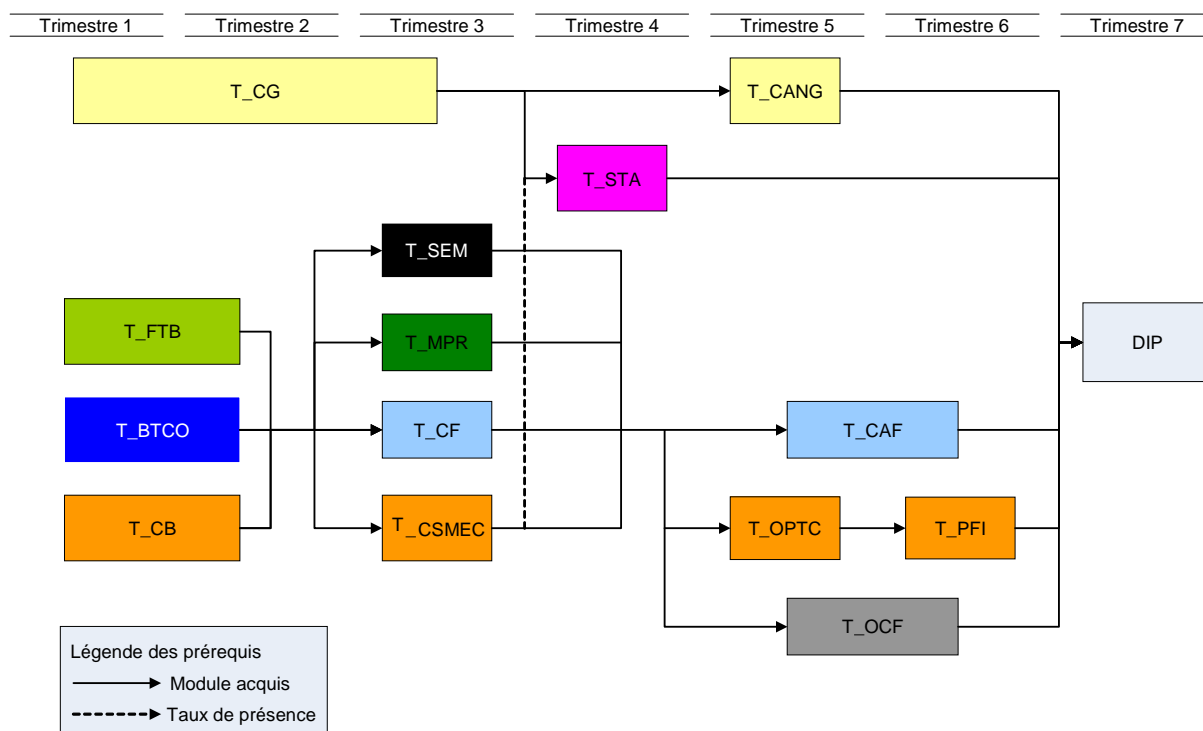 Trimestre 1
Trimestre 2
Trimestre 3
Trimestre 4
Trimestre 5
Trimestre 6
Trimestre 7
T_CG
T_CANG
T_STA
T_SEM
T_FTB
T_MPR
DIP
T_BTCO
T_CF
T_CAF
T_CB
T_CSMEC
T_OPTC
T_PFI
T_OCF
Légende des prérequis
Module acquis
Taux de présence